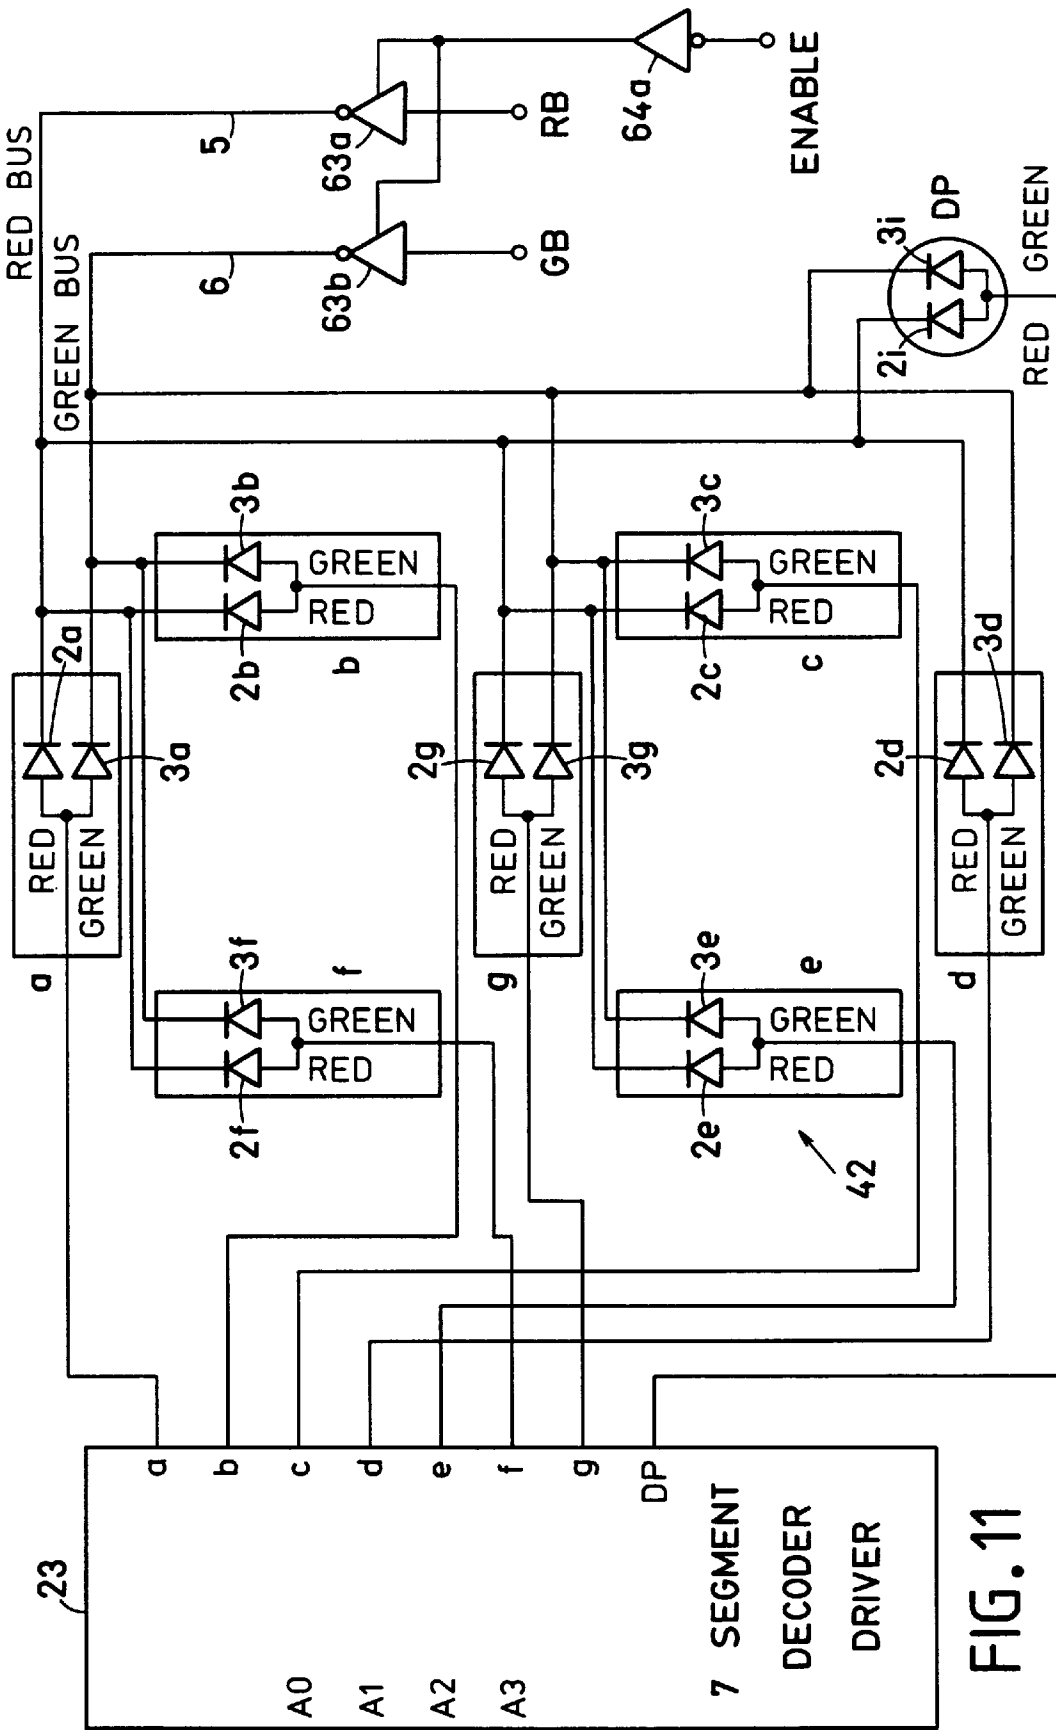 23
A0
A1
A2
A3
7 SEGMENT
DECODER
DRIVER
a
b
c
d
e
f
g
DP
RED BUS
GREEN BUS
5
6
63a
63b
RB
GB
64a
ENABLE
a
RED
GREEN
2a
3a
f
RED
GREEN
2f
3f
b
RED
GREEN
2b
3b
g
RED
GREEN
2g
3g
e
RED
GREEN
2e
3e
c
RED
GREEN
2c
3c
d
RED
GREEN
2d
3d
2i
3i
DP
RED
GREEN
42
FIG. 11